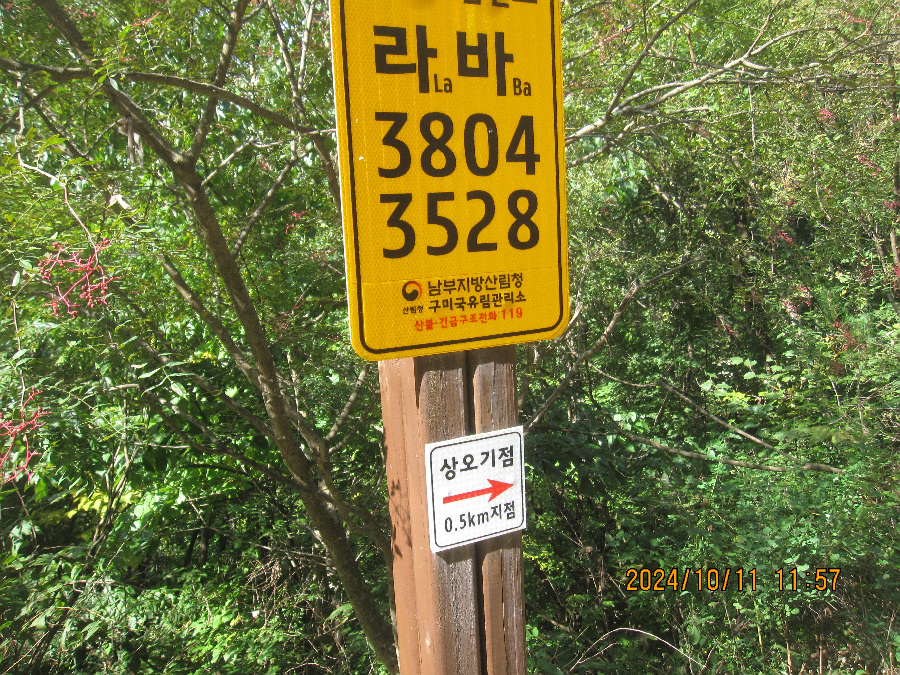 라La 바Ba
3804
3528
남부지방산림청
산림청 구미국유림관리소
산불·긴급구조전화:119
상오기점
0.5km지점
2024/10/11 11:57